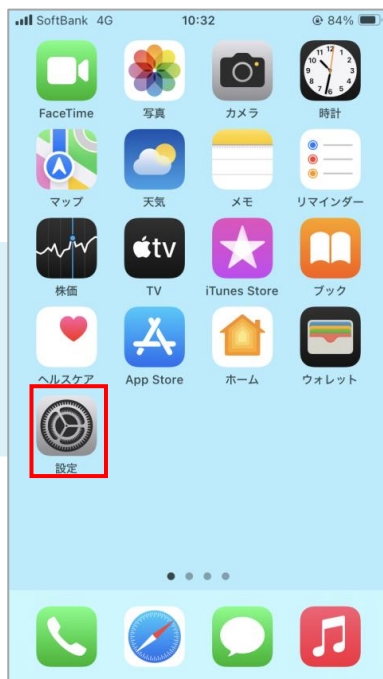 SoftBank 4G 10:32 84%
FaceTime 写真 カメラ 時計
マップ 天気 メモ リマインダー
tv
株価 TV iTunes Store ブック
ヘルスケア App Store ホーム ウォレット
設定